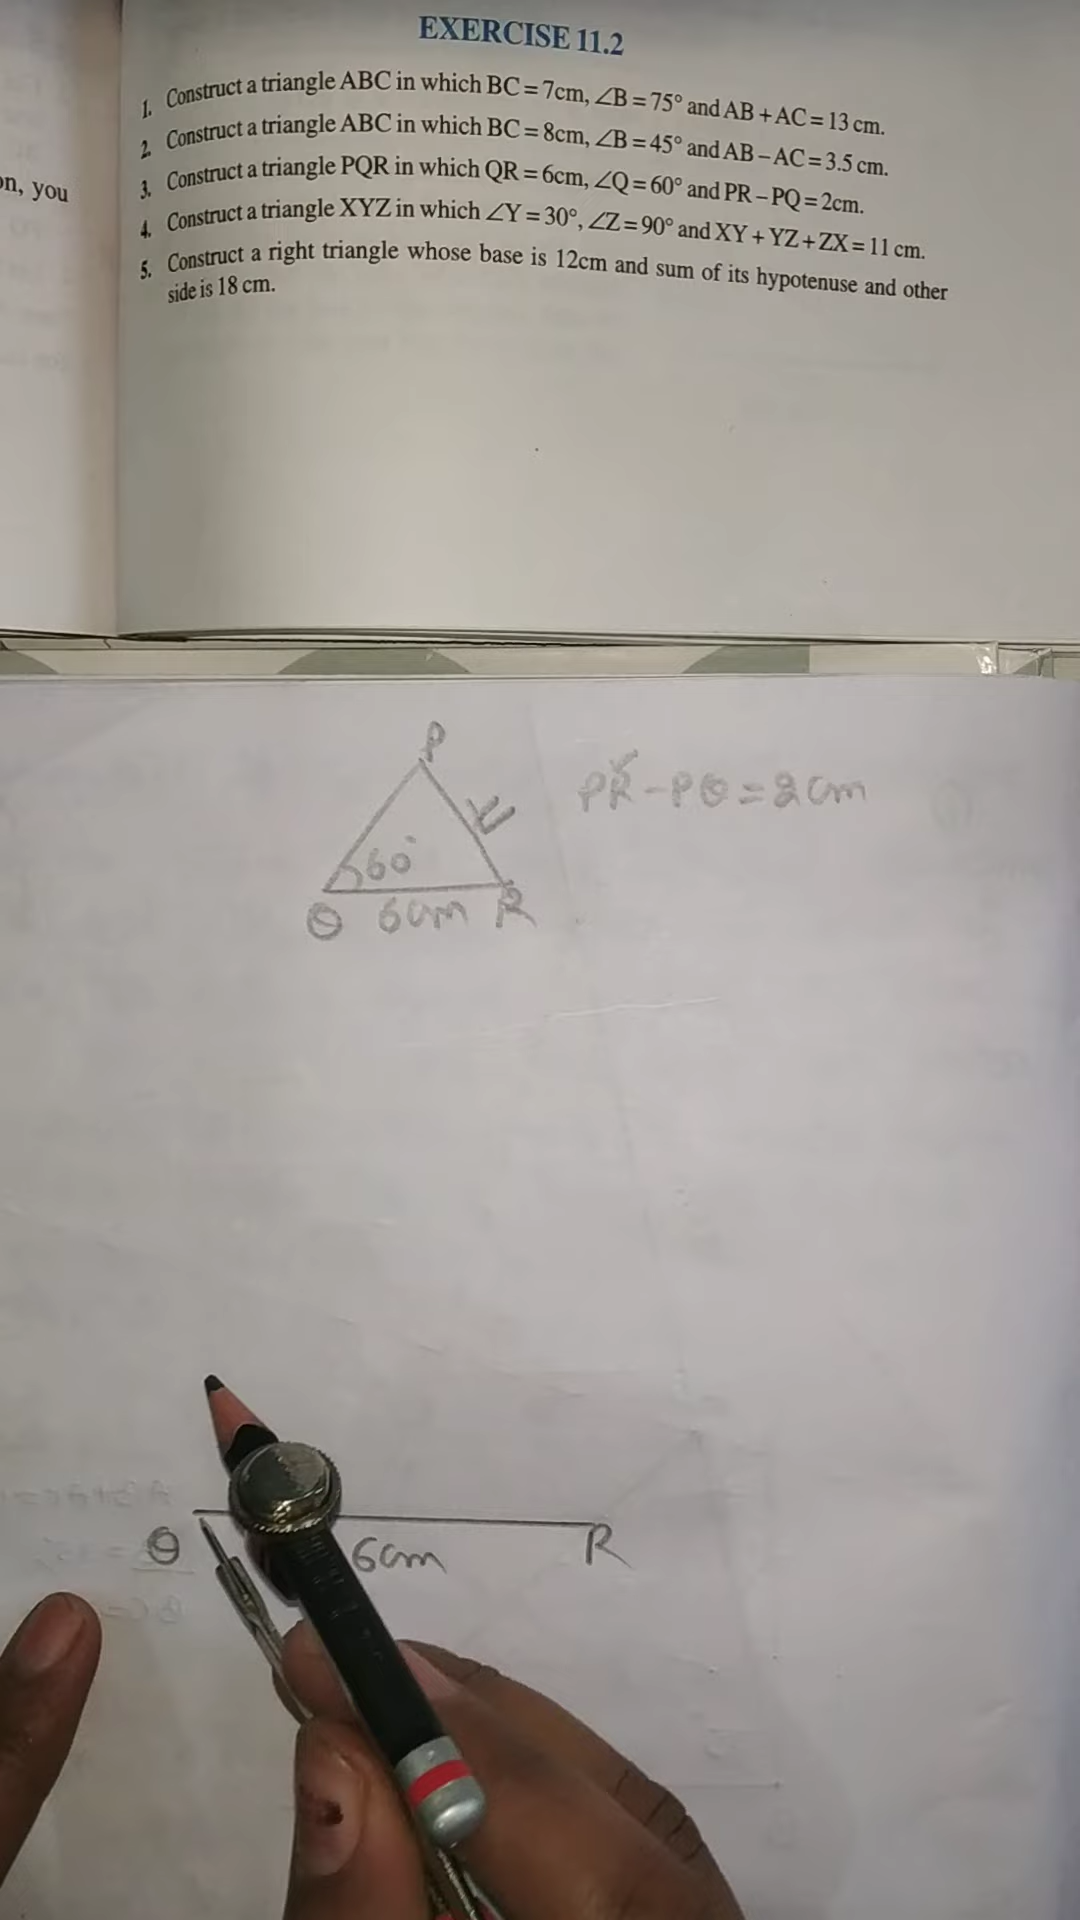 EXERCISE 11.2
1. Construct a triangle ABC in which BC = 7cm, ∠B = 75° and AB + AC = 13 cm.
2. Construct a triangle ABC in which BC = 8cm, ∠B = 45° and AB – AC = 3.5 cm.
on, you
3. Construct a triangle PQR in which QR = 6cm, ∠Q = 60° and PR – PQ = 2cm.
4. Construct a triangle XYZ in which ∠Y = 30°, ∠Z = 90° and XY + YZ + ZX = 11 cm.
5. Construct a right triangle whose base is 12cm and sum of its hypotenuse and other
side is 18 cm.
P
PR - PQ = 2cm
60°
Q 6cm R
Q 6cm R